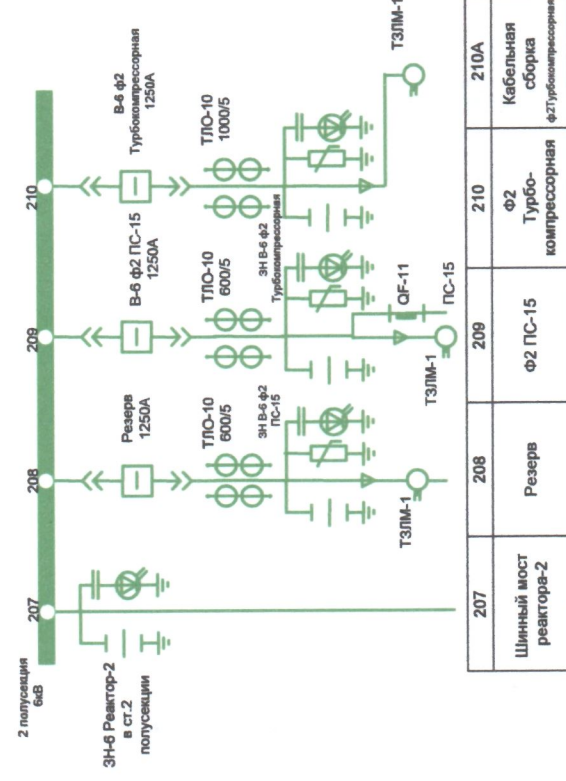 2 полусекция
6кВ
207
208
209
210
ЗН-6 Реактор-2
в ст.2
полусекции
Резерв
1250А
В-6 ф2 ПС-15
1250А
В-6 ф2
Турбокомпрессорная
1250А
ТЛО-10
600/5
ТЛО-10
600/5
ТЛО-10
1000/5
ЗН В-6 ф2
ПС-15
ЗН В-6 ф2
Турбокомпрессорная
QF-11
ТЗЛМ-1
ТЗЛМ-1
ПС-15
ТЗЛМ-1
207
208
209
210
210А
Шинный мост
реактора-2
Резерв
Ф2 ПС-15
Ф2
Турбо-
компрессорная
Кабельная
сборка
ф2Турбокомпрессорная